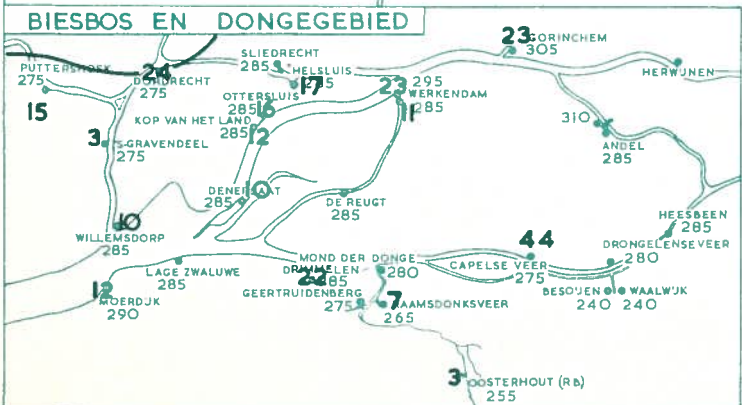 BIESBOS EN DONGEGEBIED
23 GORINCHEM
305
SLIEDRECHT
285
HELSLUIS
17
PUTTERSHOEK
275
24
DORDRECHT
275
HERWIJNEN
15
OTTERSLUIS
285 16
23 295
WERKENDAM
11 285
KOP VAN HET LAND
285 12
310
ANDEL
285
3
S-GRAVENDEEL
275
10
285
DE REUGT
285
HEESBEEN
285
10
WILLEMSDORP
285
LAGE ZWALUWE
285
MOND DER DONGE
280
22
44
CAPELSE VEER
275
DRONGELENSEVEER
280
12
MOERDIJK
290
GEERTRUIDENBERG
275
7
RAAMSDONKSVEER
265
BESOIJEN
240
WAALWIJK
240
3
OOSTERHOUT (RB)
255